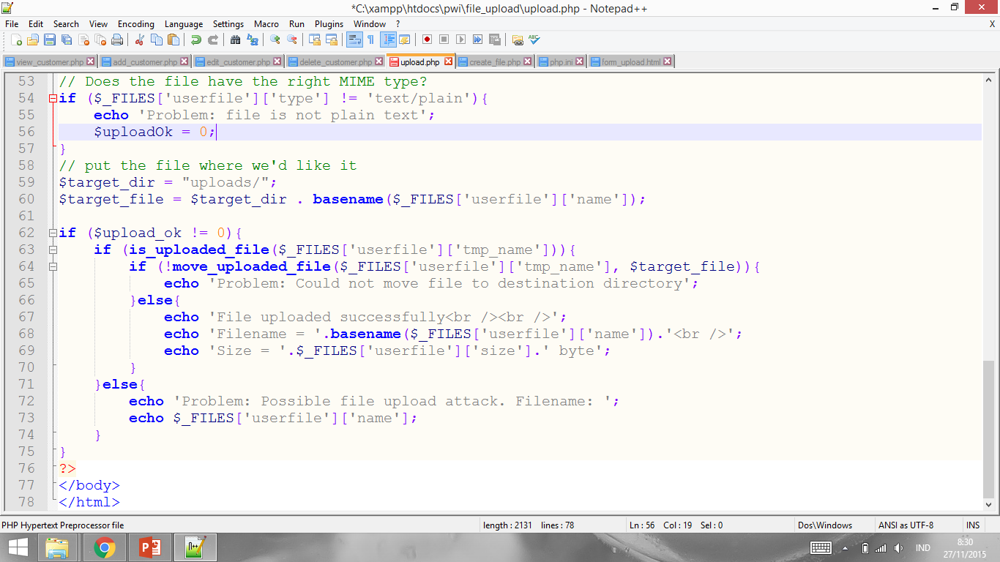 *C:\xampp\htdocs\pwi\file_upload\upload.php - Notepad++
File Edit Search View Encoding Language Settings Macro Run Plugins Window ? X
view_customer.php add_customer.php edit_customer.php delete_customer.php upload.php create_file.php php.ini form_upload.html
53 // Does the file have the right MIME type?
54 if ($_FILES['userfile']['type'] != 'text/plain'){
55 echo 'Problem: file is not plain text';
56 $uploadOk = 0;
57 }
58 // put the file where we'd like it
59 $target_dir = "uploads/";
60 $target_file = $target_dir . basename($_FILES['userfile']['name']);
61
62 if ($upload_ok != 0){
63 if (is_uploaded_file($_FILES['userfile']['tmp_name'])){
64 if (!move_uploaded_file($_FILES['userfile']['tmp_name'], $target_file)){
65 echo 'Problem: Could not move file to destination directory';
66 }else{
67 echo 'File uploaded successfully<br /><br />';
68 echo 'Filename = '.basename($_FILES['userfile']['name']).'<br />';
69 echo 'Size = '.$_FILES['userfile']['size'].' byte';
70 }
71 }else{
72 echo 'Problem: Possible file upload attack. Filename: ';
73 echo $_FILES['userfile']['name'];
74 }
75 }
76 ?>
77 </body>
78 </html>
PHP Hypertext Preprocessor file length : 2131 lines : 78 Ln : 56 Col : 19 Sel : 0 Dos\Windows ANSI as UTF-8 INS
IND 8:30
27/11/2015